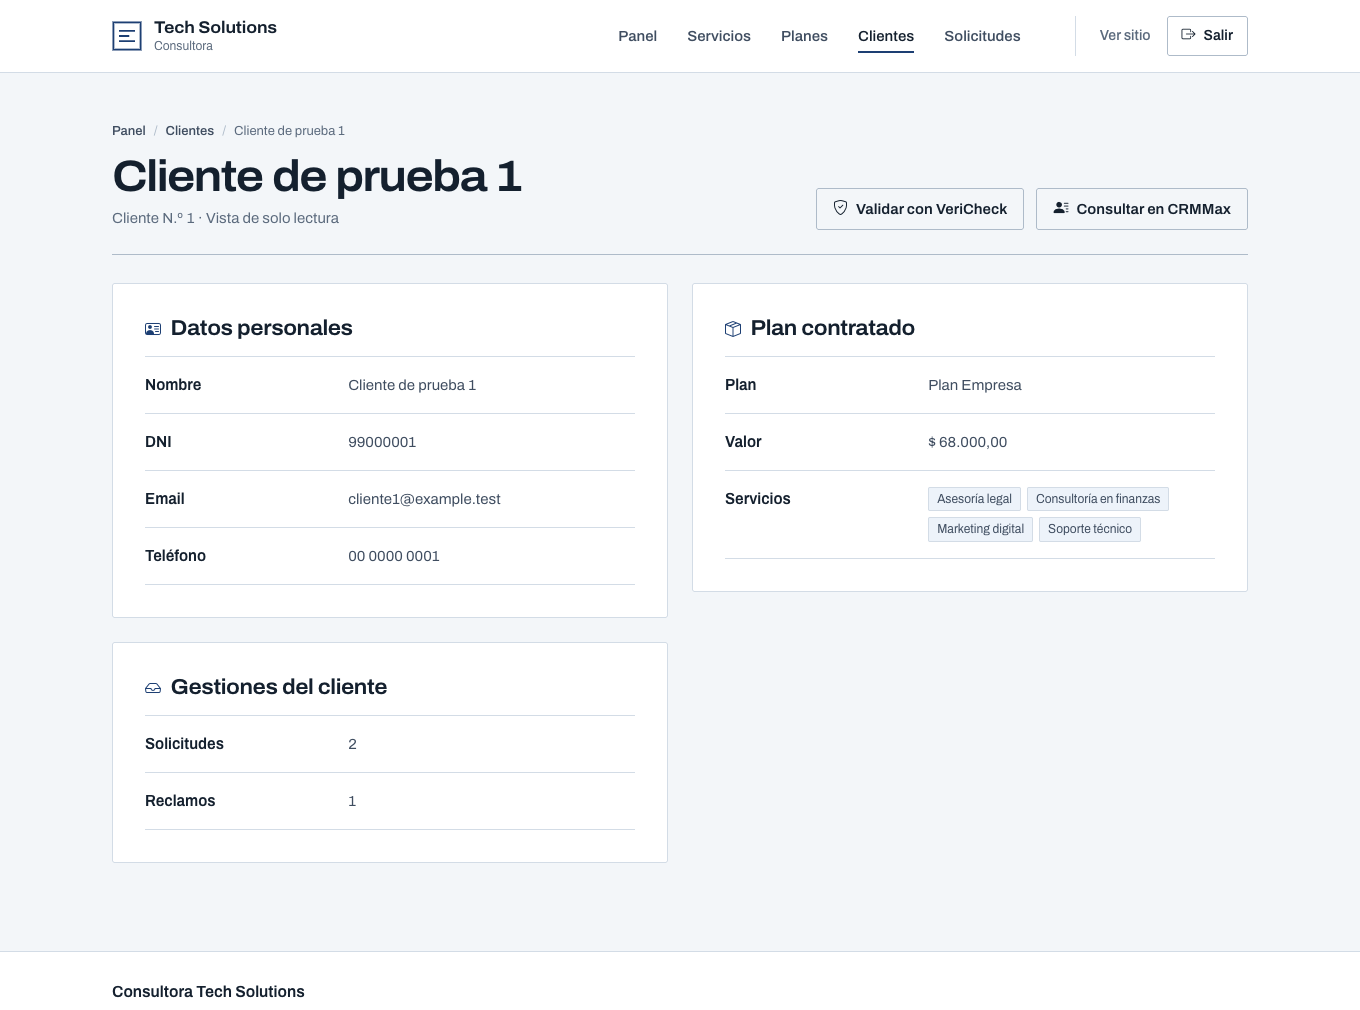 Tech Solutions
Consultora
Panel
Servicios
Planes
Clientes
Solicitudes
Ver sitio
Salir
Panel / Clientes / Cliente de prueba 1
Cliente de prueba 1
Cliente N.º 1 · Vista de solo lectura
Validar con VeriCheck
Consultar en CRMMax
Datos personales
Nombre Cliente de prueba 1
DNI 99000001
Email cliente1@example.test
Teléfono 00 0000 0001
Plan contratado
Plan Plan Empresa
Valor $ 68.000,00
Servicios Asesoría legal Consultoría en finanzas
Marketing digital Soporte técnico
Gestiones del cliente
Solicitudes 2
Reclamos 1
Consultora Tech Solutions